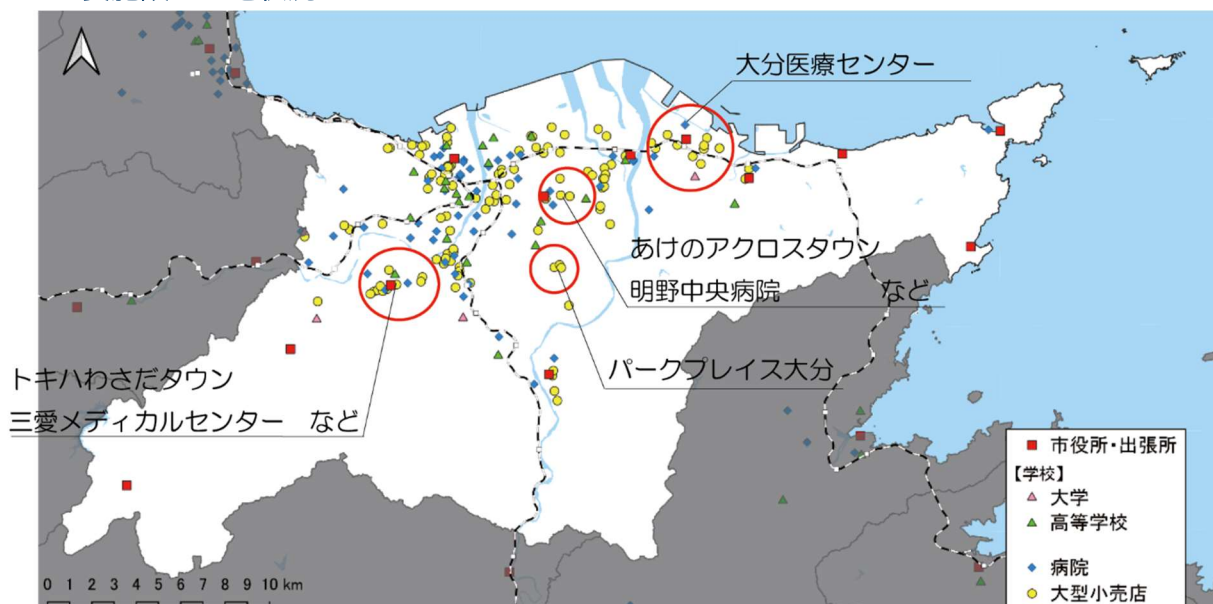 大分医療センター
あけのアクロスタウン
明野中央病院　など
パークプレイス大分
トキハわさだタウン
三愛メディカルセンター　など
市役所・出張所
【学校】
大学
高等学校
病院
大型小売店
0 1 2 3 4 5 6 7 8 9 10 km